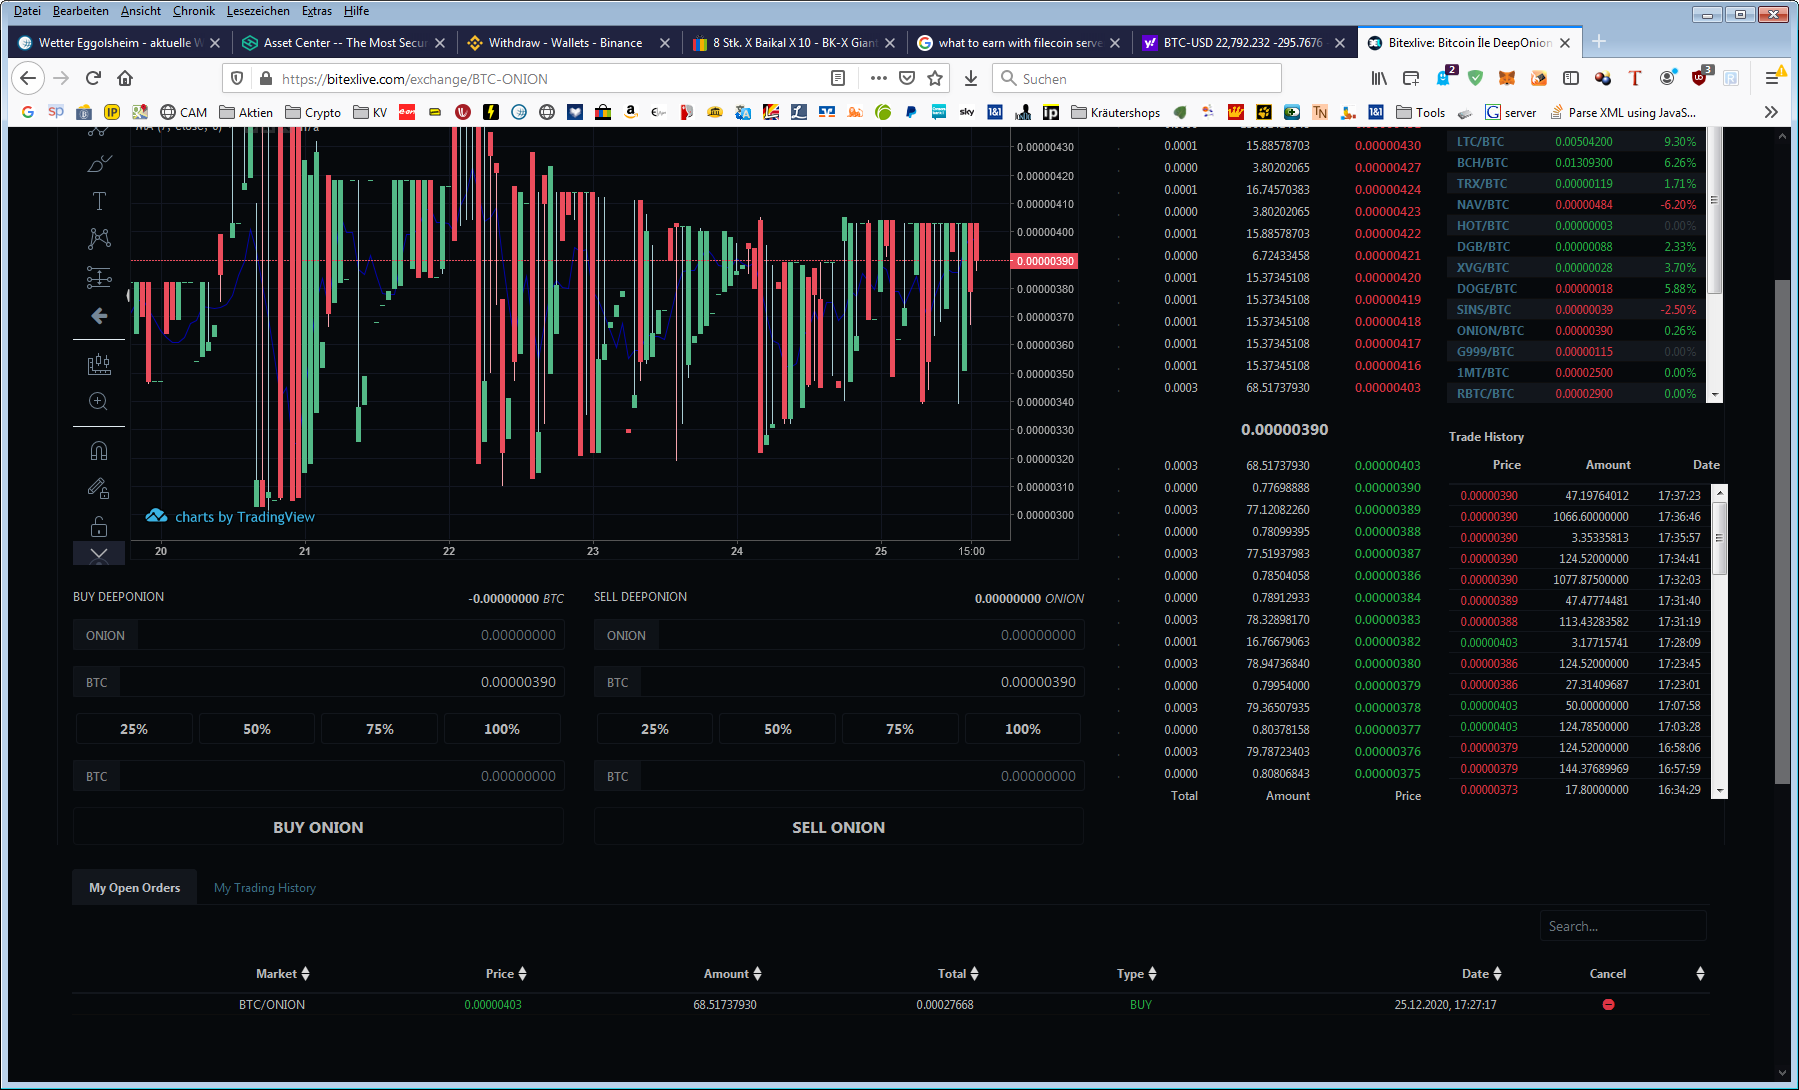 Datei Bearbeiten Ansicht Chronik Lesezeichen Extras Hilfe
Wetter Eggolsheim - aktuelle W
Asset Center -- The Most Secur
Withdraw - Wallets - Binance
8 Stk. X Baikal X 10 - BK-X Giant
what to earn with filecoin serve
BTC-USD 22,792.232 -295.7676
Bitexlive: Bitcoin İle DeepOnion
https://bitexlive.com/exchange/BTC-ONION
Suchen
2
3
CAM Aktien Crypto KV Kräutershops Tools server Parse XML using JavaS...
0.00000430
0.00000420
0.00000410
0.00000400
0.00000390
0.00000380
0.00000370
0.00000360
0.00000350
0.00000340
0.00000330
0.00000320
0.00000310
0.00000300
charts by TradingView
20 21 22 23 24 25 15:00
0.0001 15.88578703 0.00000430
0.0000 3.80202065 0.00000427
0.0001 16.74570383 0.00000424
0.0000 3.80202065 0.00000423
0.0001 15.88578703 0.00000422
0.0000 6.72433458 0.00000421
0.0001 15.37345108 0.00000420
0.0001 15.37345108 0.00000419
0.0001 15.37345108 0.00000418
0.0001 15.37345108 0.00000417
0.0001 15.37345108 0.00000416
0.0003 68.51737930 0.00000403
0.00000390
0.0003 68.51737930 0.00000403
0.0000 0.77698888 0.00000390
0.0003 77.12082260 0.00000389
0.0000 0.78099395 0.00000388
0.0003 77.51937983 0.00000387
0.0000 0.78504058 0.00000386
0.0000 0.78912933 0.00000384
0.0003 78.32898170 0.00000383
0.0001 16.76679063 0.00000382
0.0003 78.94736840 0.00000380
0.0000 0.79954000 0.00000379
0.0003 79.36507935 0.00000378
0.0000 0.80378158 0.00000377
0.0003 79.78723403 0.00000376
0.0000 0.80806843 0.00000375
Total Amount Price
LTC/BTC 0.00504200 9.30%
BCH/BTC 0.01309300 6.26%
TRX/BTC 0.00000119 1.71%
NAV/BTC 0.00000484 -6.20%
HOT/BTC 0.00000003 0.00%
DGB/BTC 0.00000088 2.33%
XVG/BTC 0.00000028 3.70%
DOGE/BTC 0.00000018 5.88%
SINS/BTC 0.00000039 -2.50%
ONION/BTC 0.00000390 0.26%
G999/BTC 0.00000115 0.00%
1MT/BTC 0.00002500 0.00%
RBTC/BTC 0.00002900 0.00%
Trade History
Price Amount Date
0.00000390 47.19764012 17:37:23
0.00000390 1066.60000000 17:36:46
0.00000390 3.35335813 17:35:57
0.00000390 124.52000000 17:34:41
0.00000390 1077.87500000 17:32:03
0.00000389 47.47774481 17:31:40
0.00000388 113.43283582 17:31:19
0.00000403 3.17715741 17:28:09
0.00000386 124.52000000 17:23:45
0.00000386 27.31409687 17:23:01
0.00000403 50.00000000 17:07:58
0.00000403 124.78500000 17:03:28
0.00000379 124.52000000 16:58:06
0.00000379 144.37689969 16:57:59
0.00000373 17.80000000 16:34:29
BUY DEEPONION -0.00000000 BTC
ONION 0.00000000
BTC 0.00000390
25% 50% 75% 100%
BTC 0.00000000
BUY ONION
SELL DEEPONION 0.00000000 ONION
ONION 0.00000000
BTC 0.00000390
25% 50% 75% 100%
BTC 0.00000000
SELL ONION
My Open Orders My Trading History
Search...
Market Price Amount Total Type Date Cancel
BTC/ONION 0.00000403 68.51737930 0.00027668 BUY 25.12.2020, 17:27:17